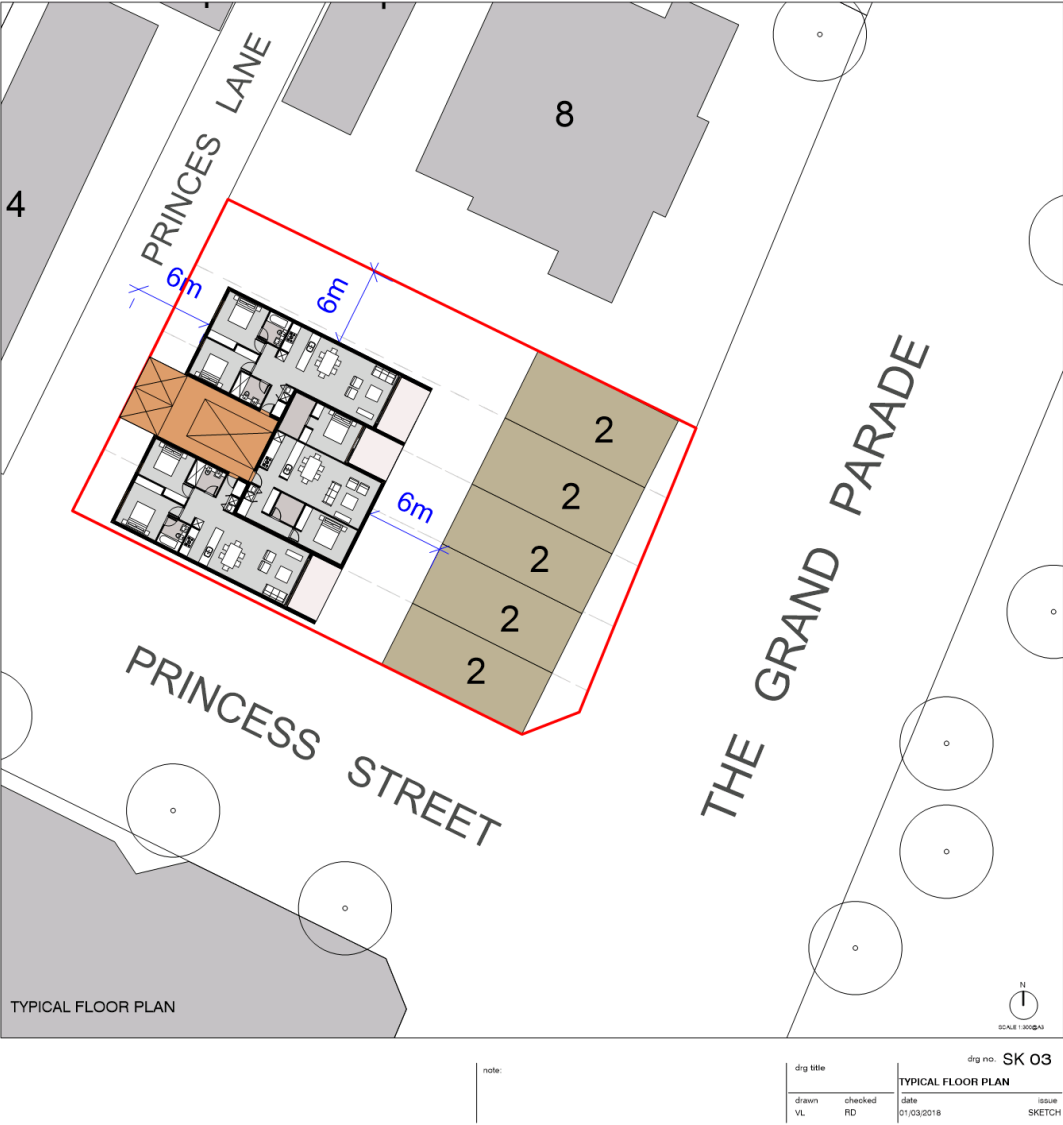 PRINCES LANE
8
4
6m
6m
6m
2
2
2
2
2
THE GRAND PARADE
PRINCESS STREET
TYPICAL FLOOR PLAN
N
SCALE 1:300@A3
note:
drg title
drg no. SK 03
TYPICAL FLOOR PLAN
drawn checked date issue
VL RD 01/03/2018 SKETCH